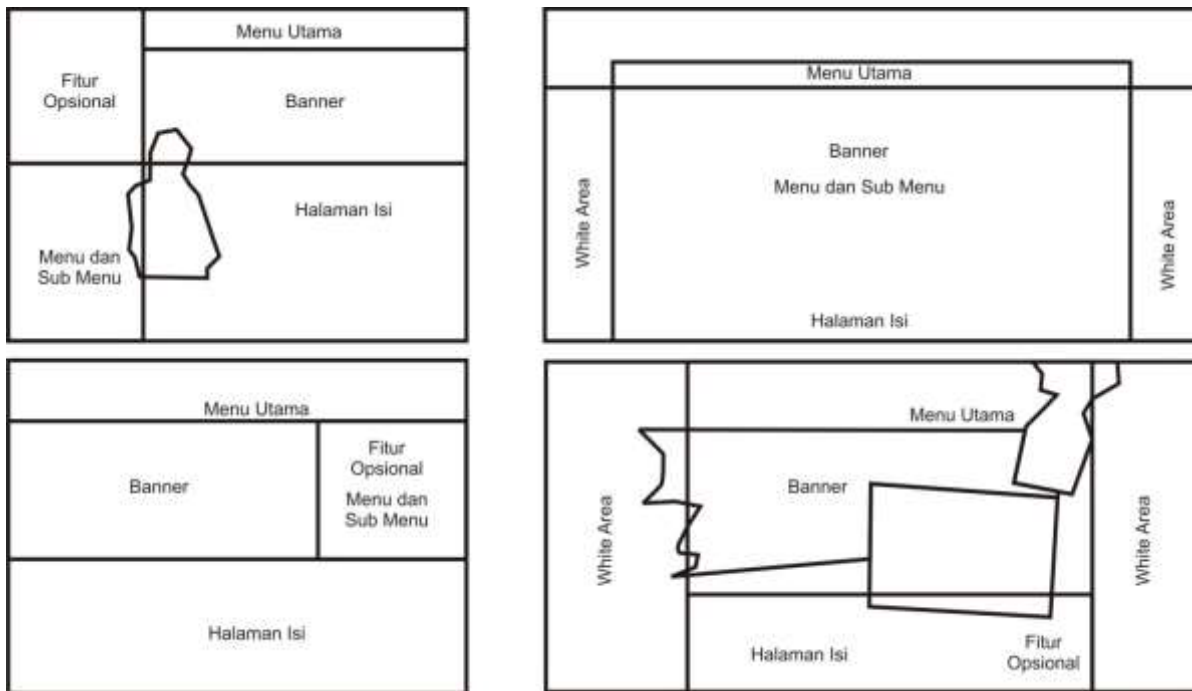 Menu Utama
Fitur
Opsional
Banner
Halaman Isi
Menu dan
Sub Menu
Menu Utama
Banner
Menu dan Sub Menu
White Area
White Area
Halaman Isi
Menu Utama
Banner
Fitur
Opsional
Menu dan
Sub Menu
Halaman Isi
Menu Utama
Banner
White Area
White Area
Halaman Isi
Fitur
Opsional